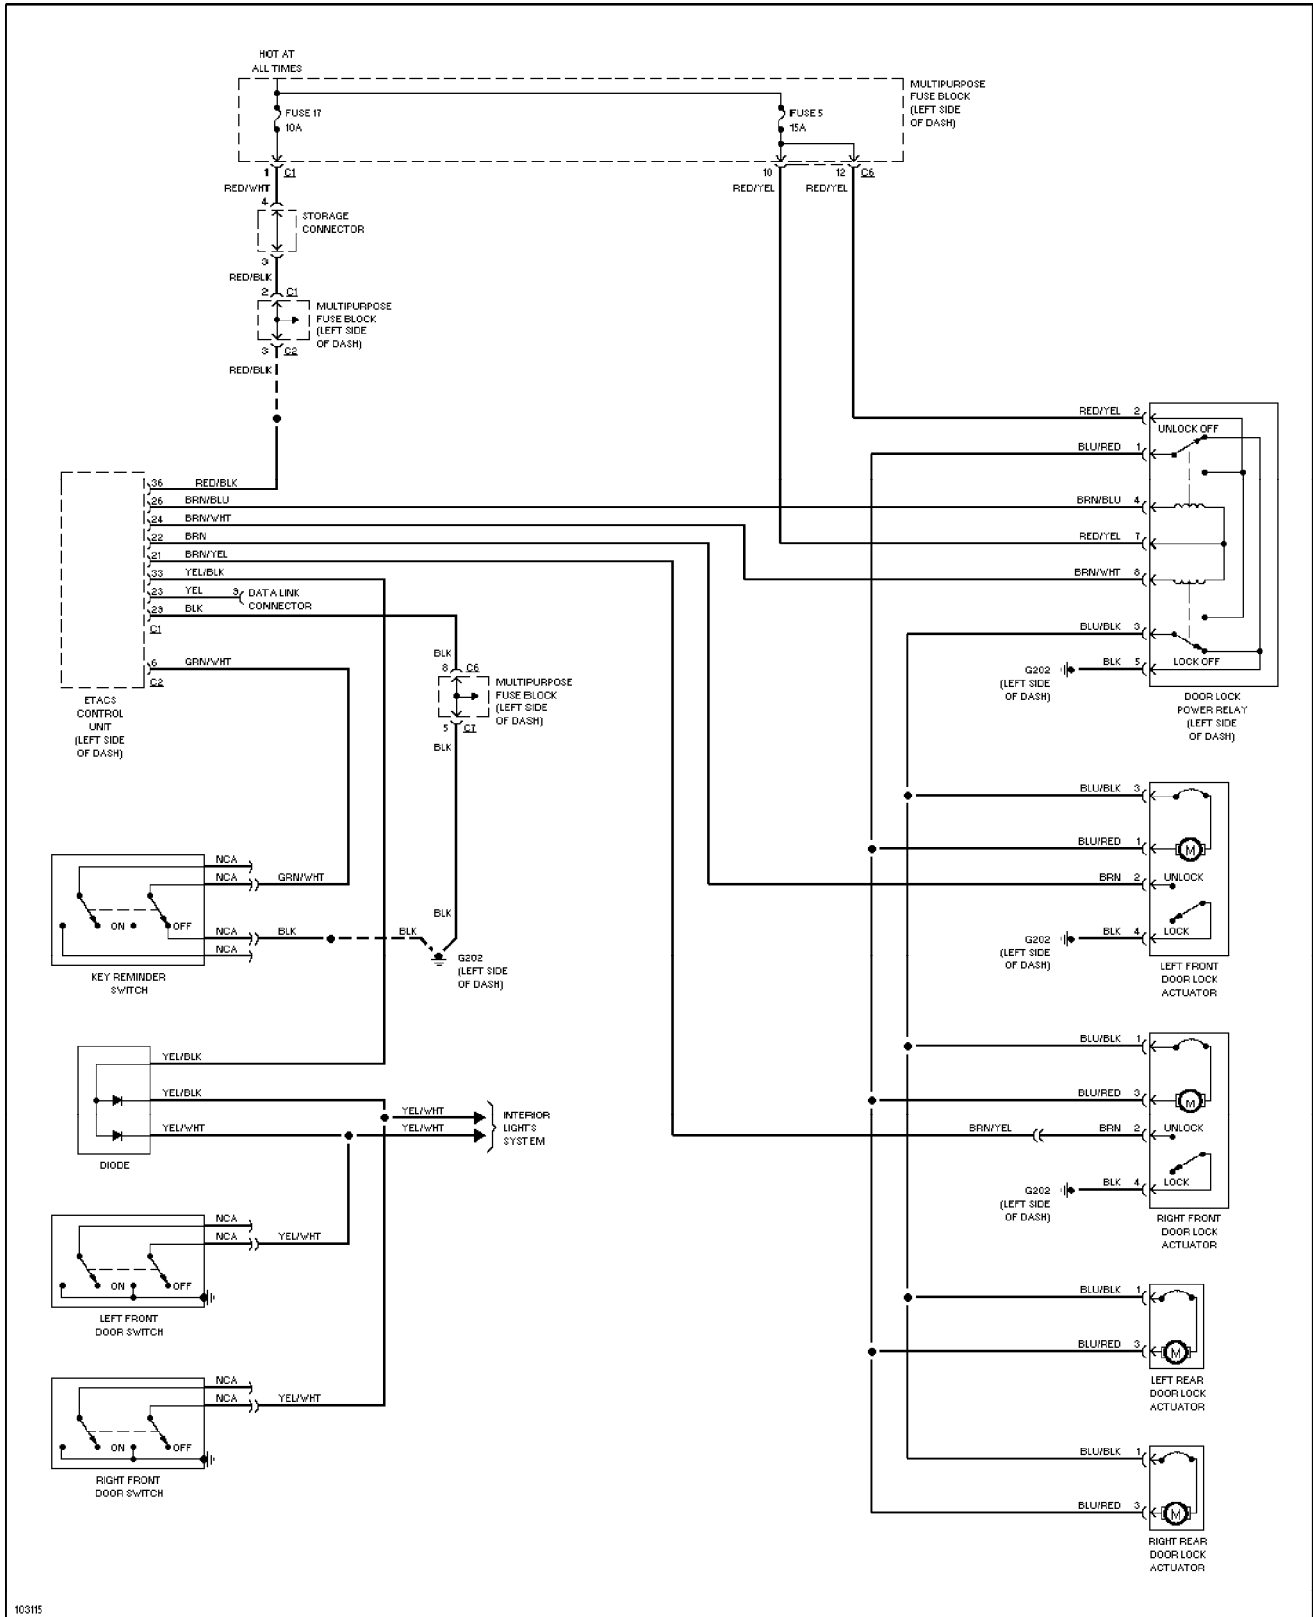 HOT AT
ALL TIMES
FUSE 17
10A
FUSE 5
15A
MULTIPURPOSE
FUSE BLOCK
(LEFT SIDE
OF DASH)
1 C1
10
12 C6
RED/WHT
RED/YEL
RED/YEL
4
STORAGE
CONNECTOR
3
RED/BLK
2 C1
MULTIPURPOSE
FUSE BLOCK
(LEFT SIDE
OF DASH)
3 C2
RED/BLK
RED/YEL 2
UNLOCK OFF
BLU/RED 1
BRN/BLU 4
RED/YEL 7
BRN/WHT 8
BLU/BLK 3
LOCK OFF
BLK 5
G202
(LEFT SIDE
OF DASH)
DOOR LOCK
POWER RELAY
(LEFT SIDE
OF DASH)
36 RED/BLK
26 BRN/BLU
24 BRN/WHT
22 BRN
21 BRN/YEL
33 YEL/BLK
23 YEL 3 DATA LINK
CONNECTOR
29 BLK
C1
6 GRN/WHT
C2
ETACS
CONTROL
UNIT
(LEFT SIDE
OF DASH)
BLK
8 C6
MULTIPURPOSE
FUSE BLOCK
(LEFT SIDE
OF DASH)
5 C7
BLK
BLK
NCA
NCA GRN/WHT
ON OFF
NCA BLK BLK
NCA
KEY REMINDER
SWITCH
G202
(LEFT SIDE
OF DASH)
BLU/BLK 3
BLU/RED 1
M
BRN 2 UNLOCK
BLK 4 LOCK
G202
(LEFT SIDE
OF DASH)
LEFT FRONT
DOOR LOCK
ACTUATOR
YEL/BLK
YEL/BLK
YEL/WHT
DIODE
YEL/WHT
YEL/WHT
INTERIOR
LIGHTS
SYSTEM
BLU/BLK 1
BLU/RED 3
M
BRN/YEL BRN 2 UNLOCK
BLK 4 LOCK
G202
(LEFT SIDE
OF DASH)
RIGHT FRONT
DOOR LOCK
ACTUATOR
NCA
NCA YEL/WHT
ON OFF
LEFT FRONT
DOOR SWITCH
BLU/BLK 1
BLU/RED 3
M
LEFT REAR
DOOR LOCK
ACTUATOR
NCA
NCA YEL/WHT
ON OFF
RIGHT FRONT
DOOR SWITCH
BLU/BLK 1
BLU/RED 3
M
RIGHT REAR
DOOR LOCK
ACTUATOR
103115